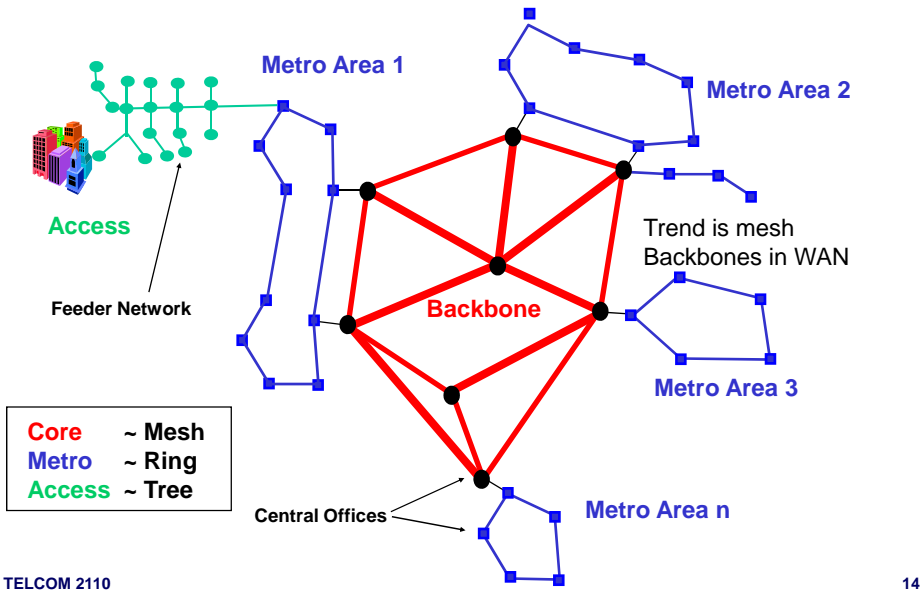 Metro Area 1
Metro Area 2
Access
Trend is mesh
Backbones in WAN
Feeder Network
Backbone
Metro Area 3
Core ~ Mesh
Metro ~ Ring
Access ~ Tree
Central Offices
Metro Area n
TELCOM 2110
14